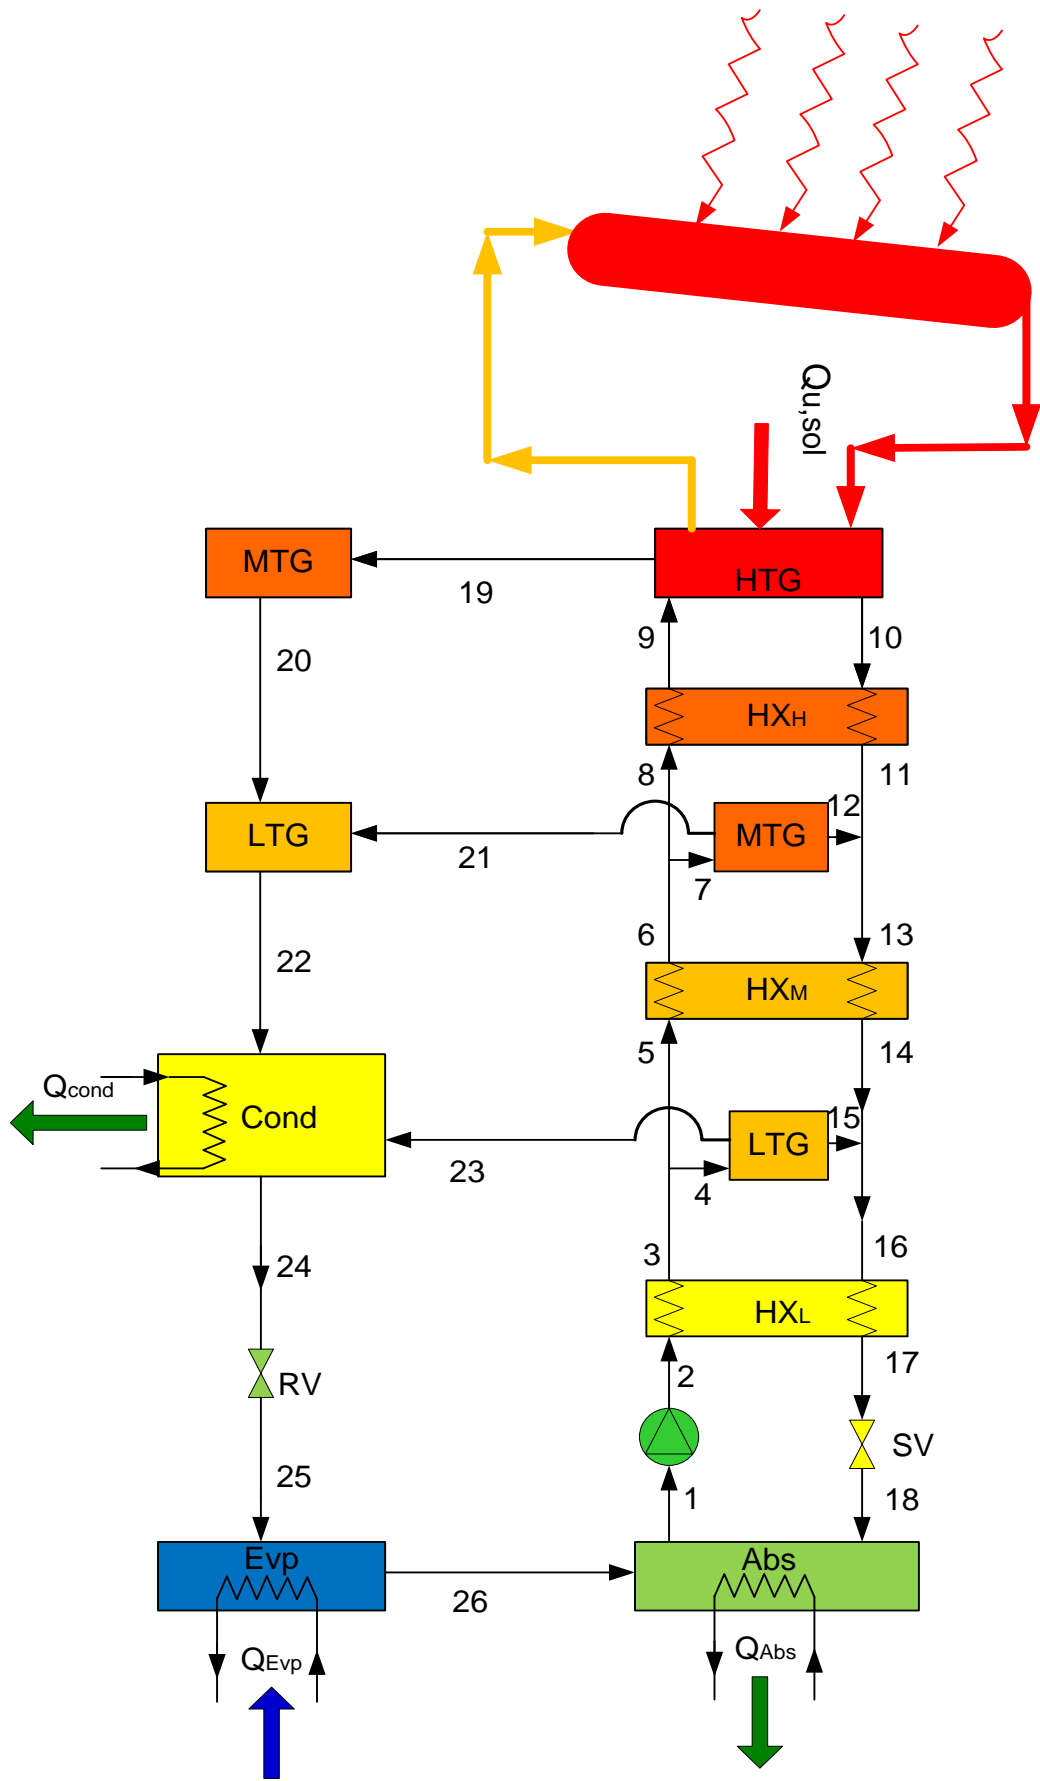 Qu,sol
MTG
HTG
19
9
10
20
HXH
8
11
12
LTG
MTG
21
7
6
13
22
HXM
5
14
Qcond
Cond
15
LTG
23
4
3
16
24
HXL
17
2
RV
SV
25
1
18
Evp
Abs
26
QEvp
QAbs